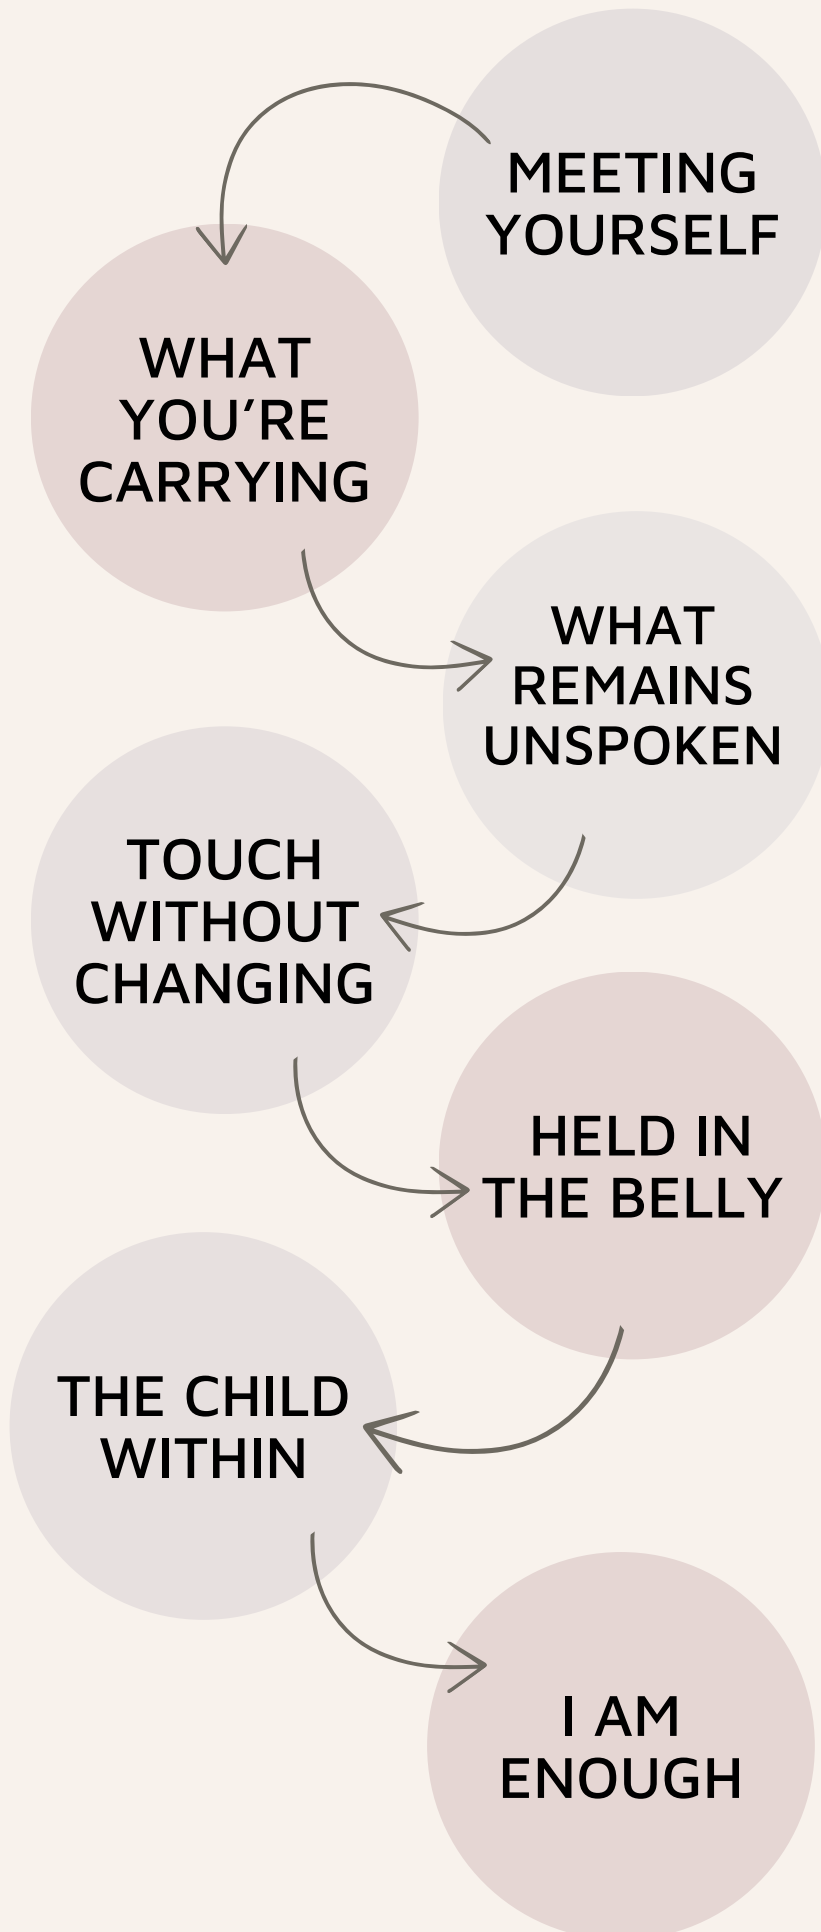 MEETING
YOURSELF
WHAT
YOU’RE
CARRYING
WHAT
REMAINS
UNSPOKEN
TOUCH
WITHOUT
CHANGING
HELD IN
THE BELLY
THE CHILD
WITHIN
I AM
ENOUGH